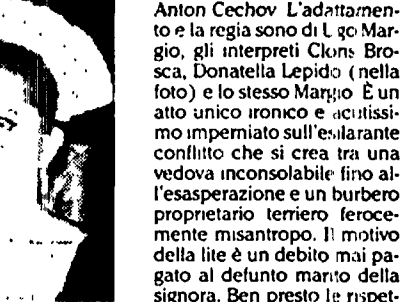 Anton Cechov L'adattamen-
to e la regia sono di Ugo Mar-
gio, gli interpreti Cloris Bro-
sca, Donatella Lepido (nella
foto) e lo stesso Margio È un
atto unico ironico e acutissi-
mo imperniato sull'esilarante
conflitto che si crea tra una
vedova inconsolabile fino al-
l'esasperazione e un burbero
proprietario terriero feroce-
mente misantropo. Il motivo
della lite è un debito mai pa-
gato al defunto marito della
signora. Ben presto le rispet-